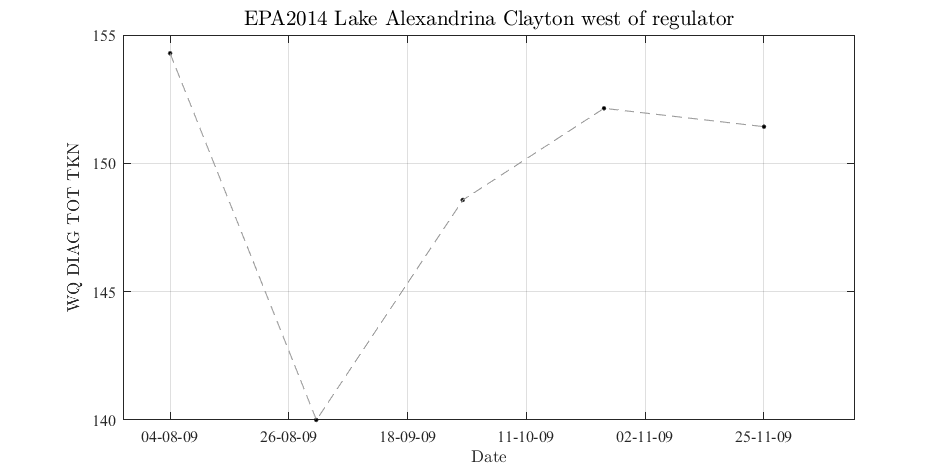 EPA2014 Lake Alexandrina Clayton west of regulator
155
150
145
140
WQ DIAG TOT TKN
04-08-09 26-08-09 18-09-09 11-10-09 02-11-09 25-11-09
Date